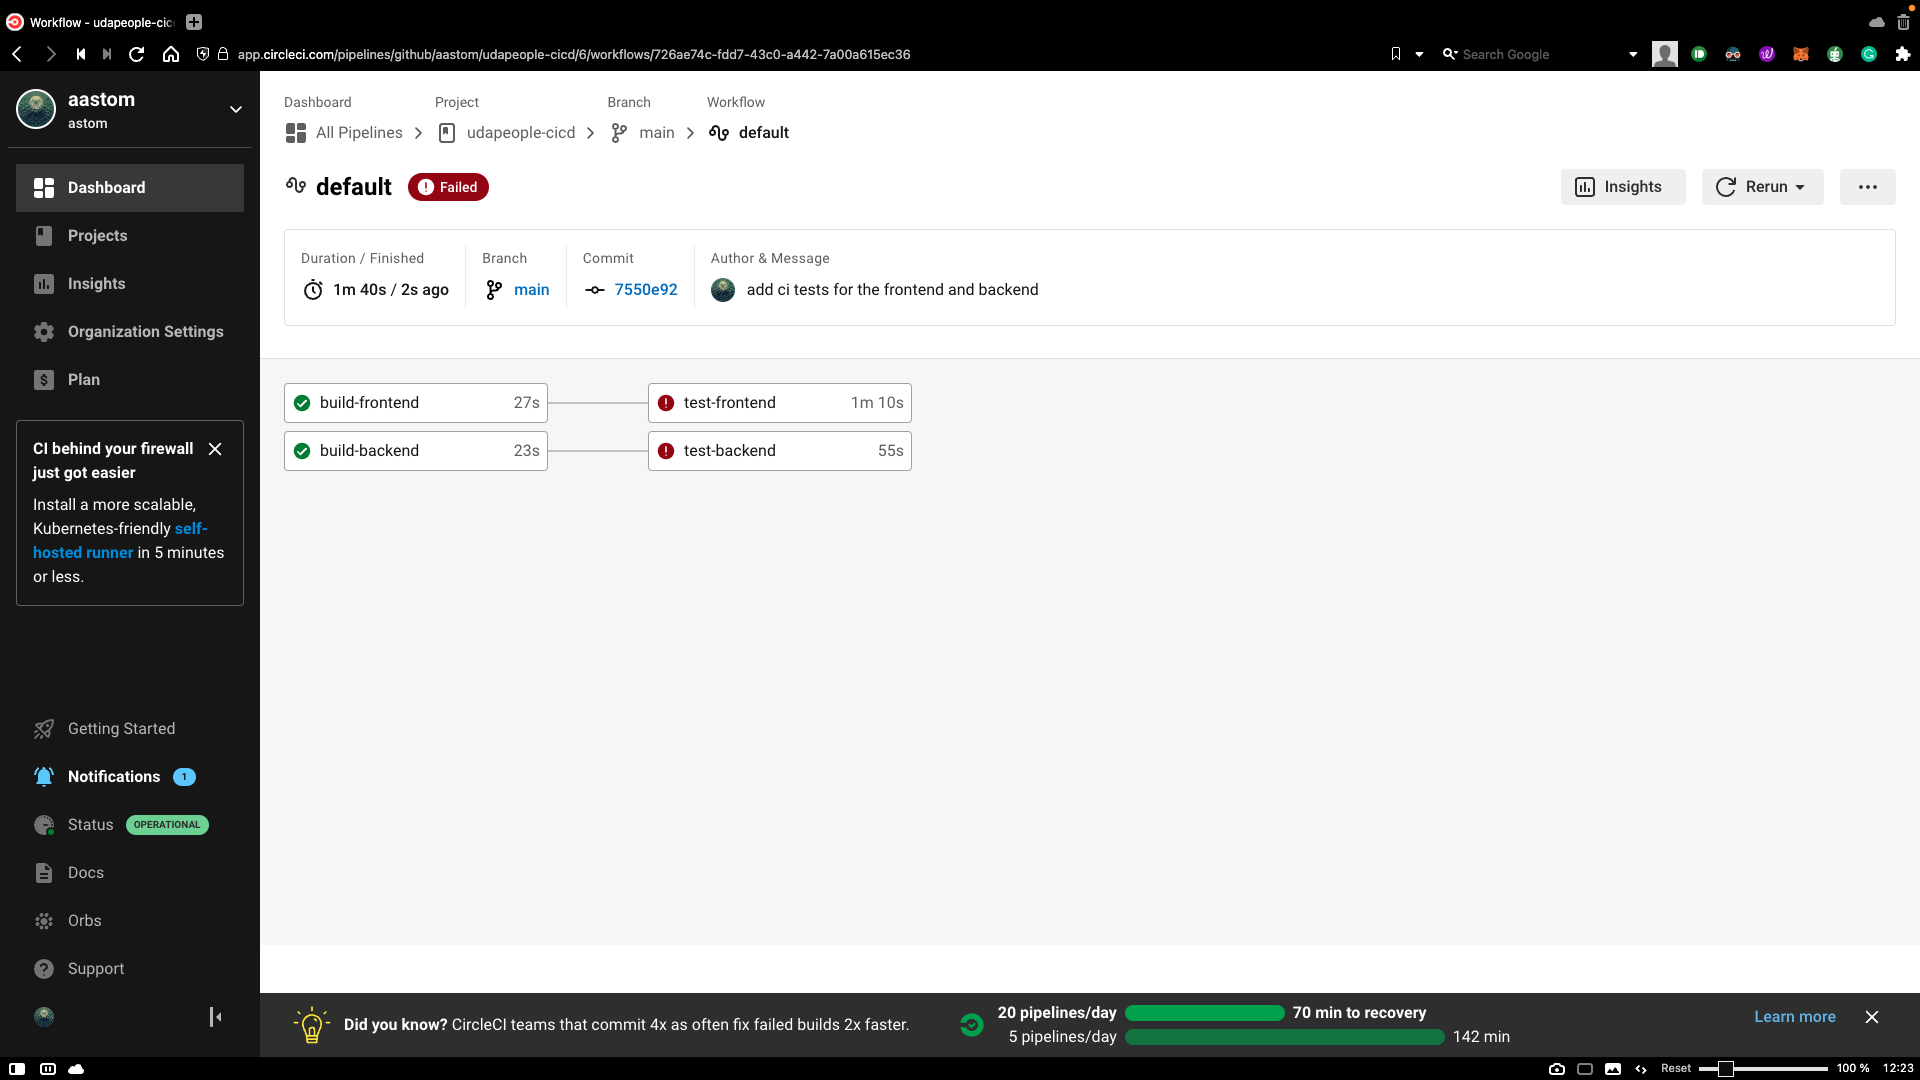 Workflow - udapeople-cic
app.circleci.com/pipelines/github/aastom/udapeople-cicd/6/workflows/726ae74c-fdd7-43c0-a442-7a00a615ec36
Search Google
aastom
astom
Dashboard
Projects
Insights
Organization Settings
Plan
CI behind your firewall
just got easier
Install a more scalable,
Kubernetes-friendly self-
hosted runner in 5 minutes
or less.
Getting Started
Notifications 1
Status OPERATIONAL
Docs
Orbs
Support
Dashboard Project Branch Workflow
All Pipelines udapeople-cicd main default
default Failed
Insights Rerun
Duration / Finished Branch Commit Author & Message
1m 40s / 2s ago main 7550e92 add ci tests for the frontend and backend
build-frontend 27s test-frontend 1m 10s
build-backend 23s test-backend 55s
Did you know? CircleCI teams that commit 4x as often fix failed builds 2x faster.
20 pipelines/day 70 min to recovery
5 pipelines/day 142 min
Learn more
Reset 100 % 12:23